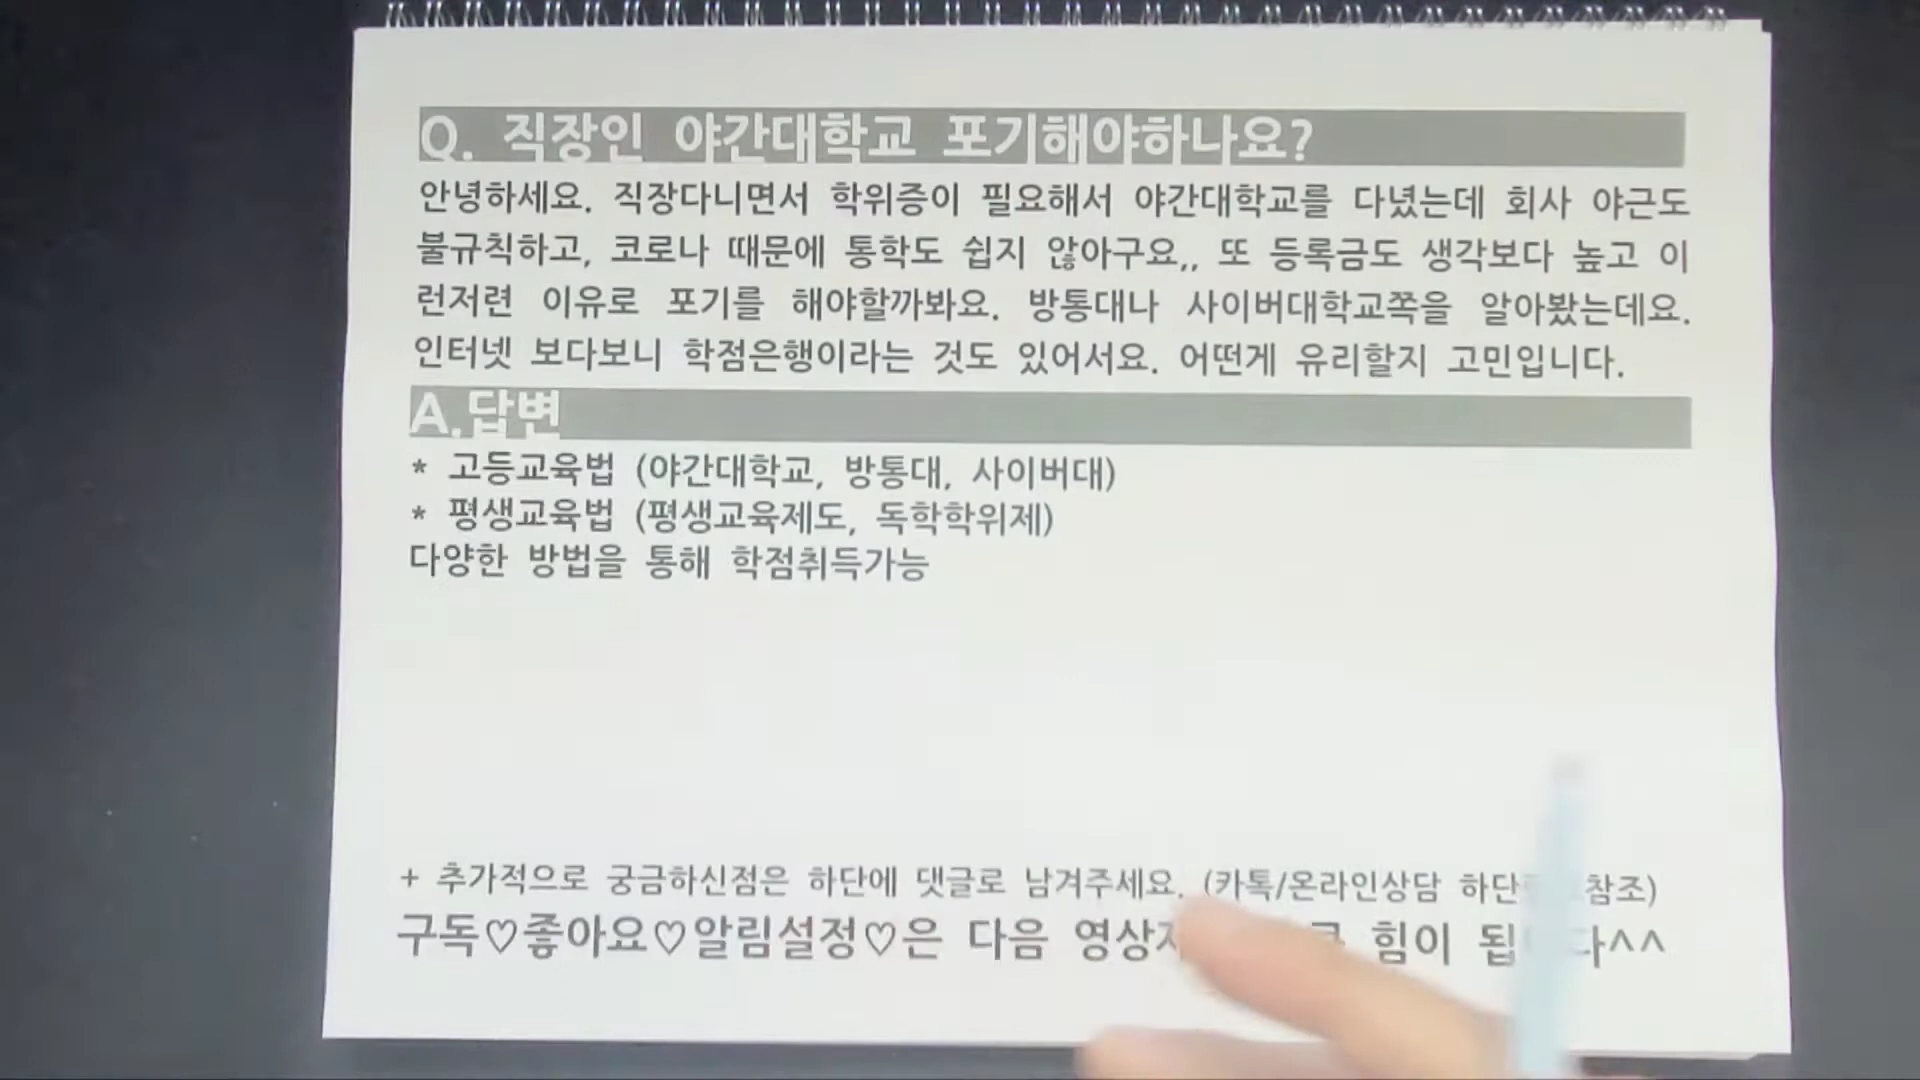 Q. 직장인 야간대학교 포기해야하나요?
안녕하세요. 직장다니면서 학위증이 필요해서 야간대학교를 다녔는데 회사 야근도
불규칙하고, 코로나 때문에 통학도 쉽지 않아구요,, 또 등록금도 생각보다 높고 이
런저련 이유로 포기를 해야할까봐요. 방통대나 사이버대학교쪽을 알아봤는데요.
인터넷 보다보니 학점은행이라는 것도 있어서요. 어떤게 유리할지 고민입니다.
A.답변
* 고등교육법 (야간대학교, 방통대, 사이버대)
* 평생교육법 (평생교육제도, 독학학위제)
다양한 방법을 통해 학점취득가능
+ 추가적으로 궁금하신점은 하단에 댓글로 남겨주세요. (카톡/온라인상담 하단 참조)
구독♡좋아요♡알림설정♡은 다음 힘이